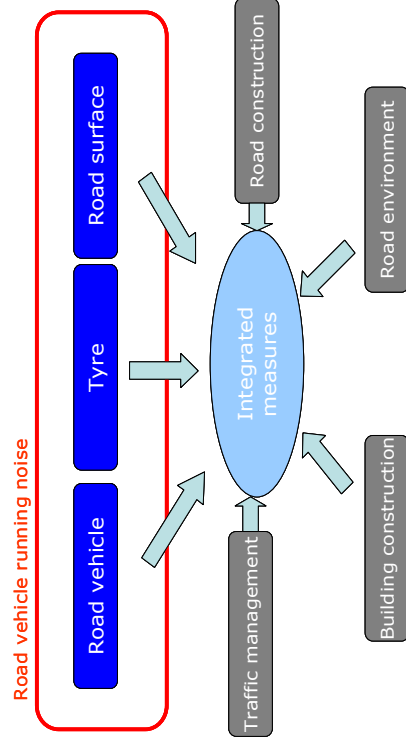 Road vehicle running noise
Road vehicle
Tyre
Road surface
Traffic management
Integrated
measures
Road construction
Building construction
Road environment